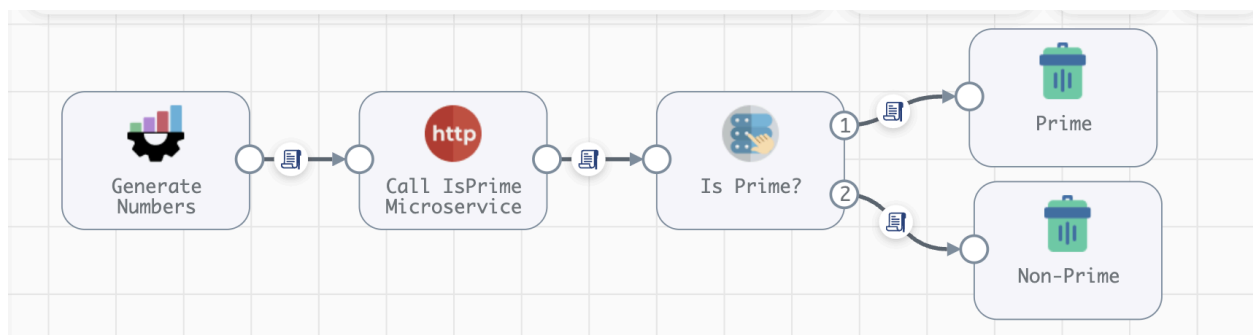 Generate
Numbers
http
Call IsPrime
Microservice
Is Prime?
1
2
Prime
Non-Prime